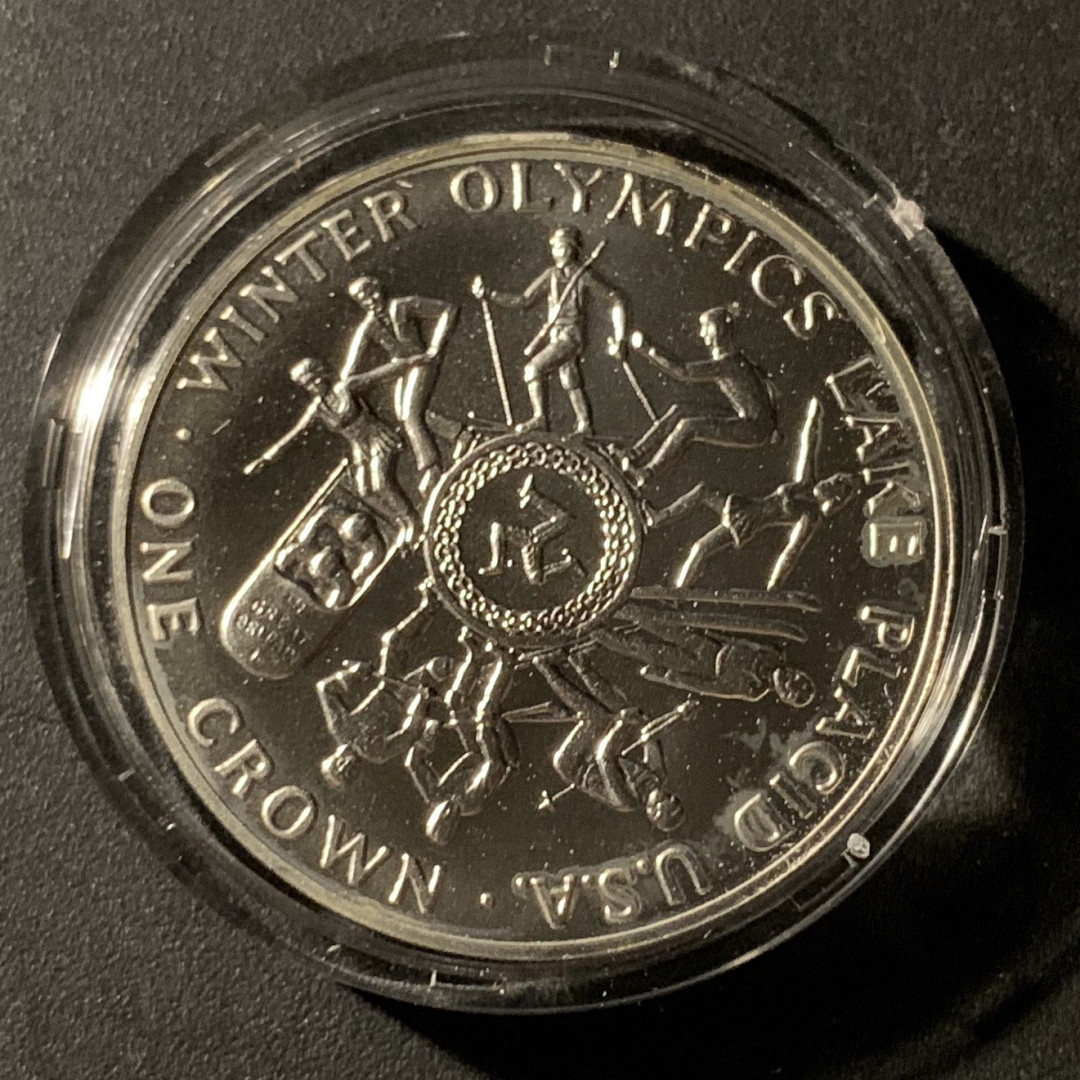 · WINTER OLYMPICS LAKE PLACID U.S.A. · ONE CROWN